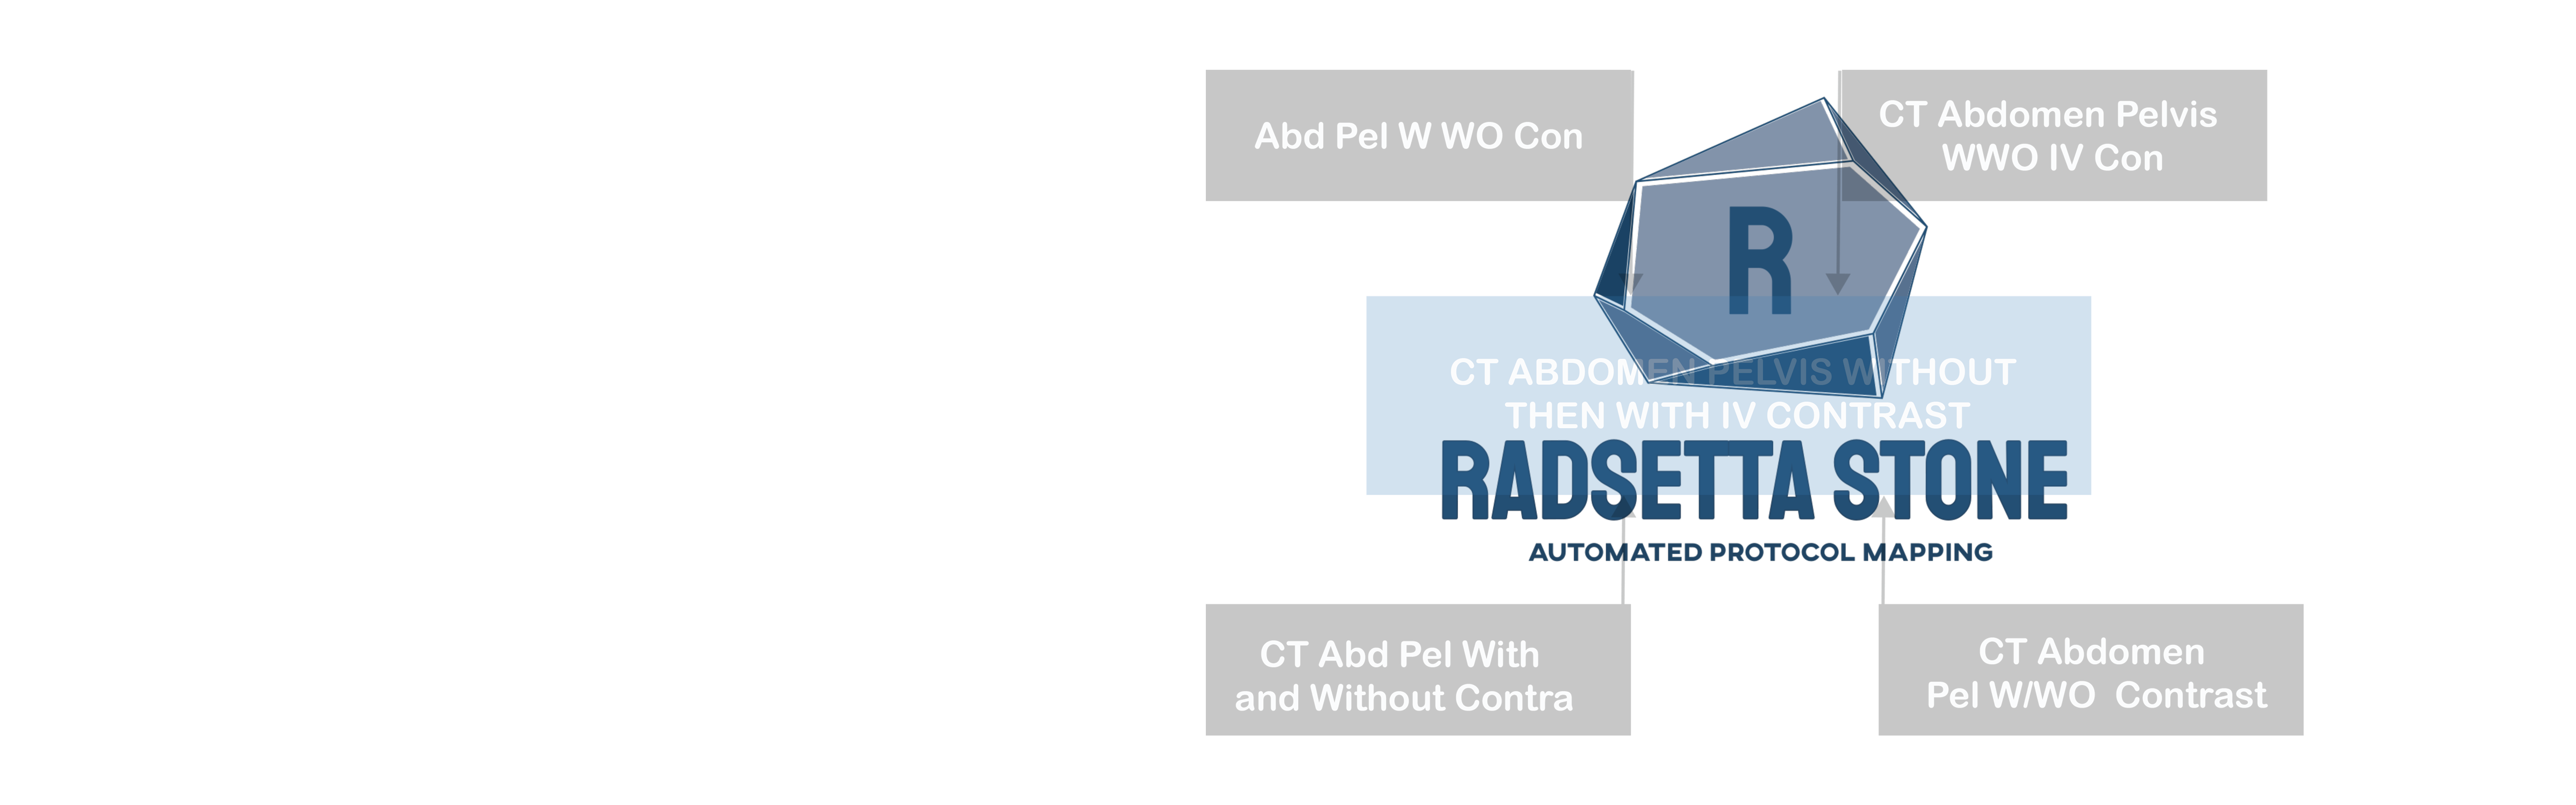 Abd Pel W WO Con
CT Abdomen Pelvis
WWO IV Con
R
CT ABDOMEN PELVIS WITHOUT
THEN WITH IV CONTRAST
RADSETTA STONE
AUTOMATED PROTOCOL MAPPING
CT Abd Pel With
and Without Contra
CT Abdomen
Pel W/WO Contrast